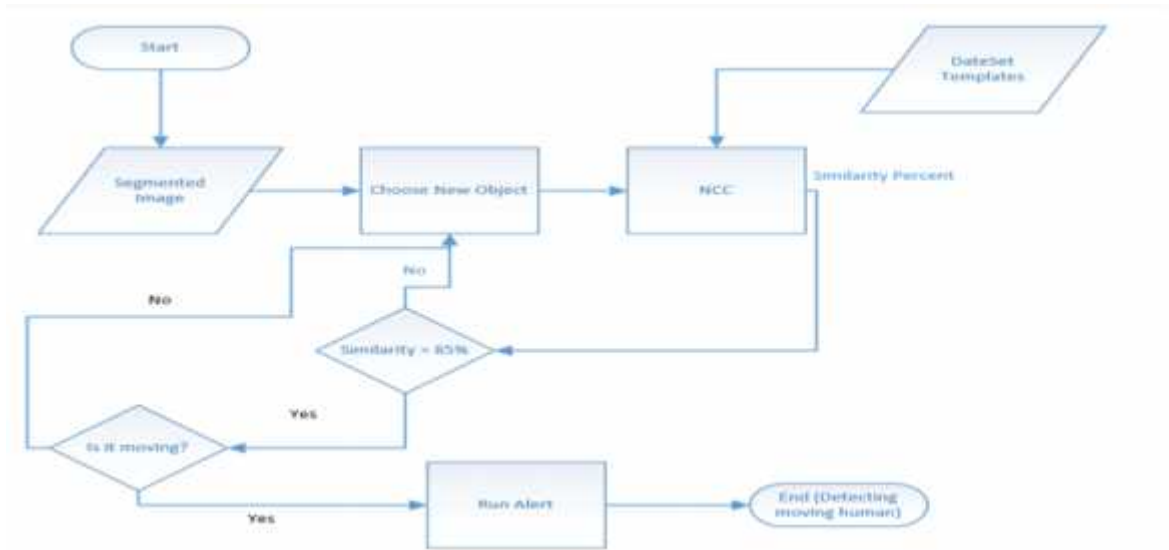 Start
DateSet
Templates
Segmented
Image
Choose New Object
NCC
Similarity Percent
No
No
Similarity = 85%
Yes
Is it moving?
Run Alert
End (Detecting
moving human)
Yes